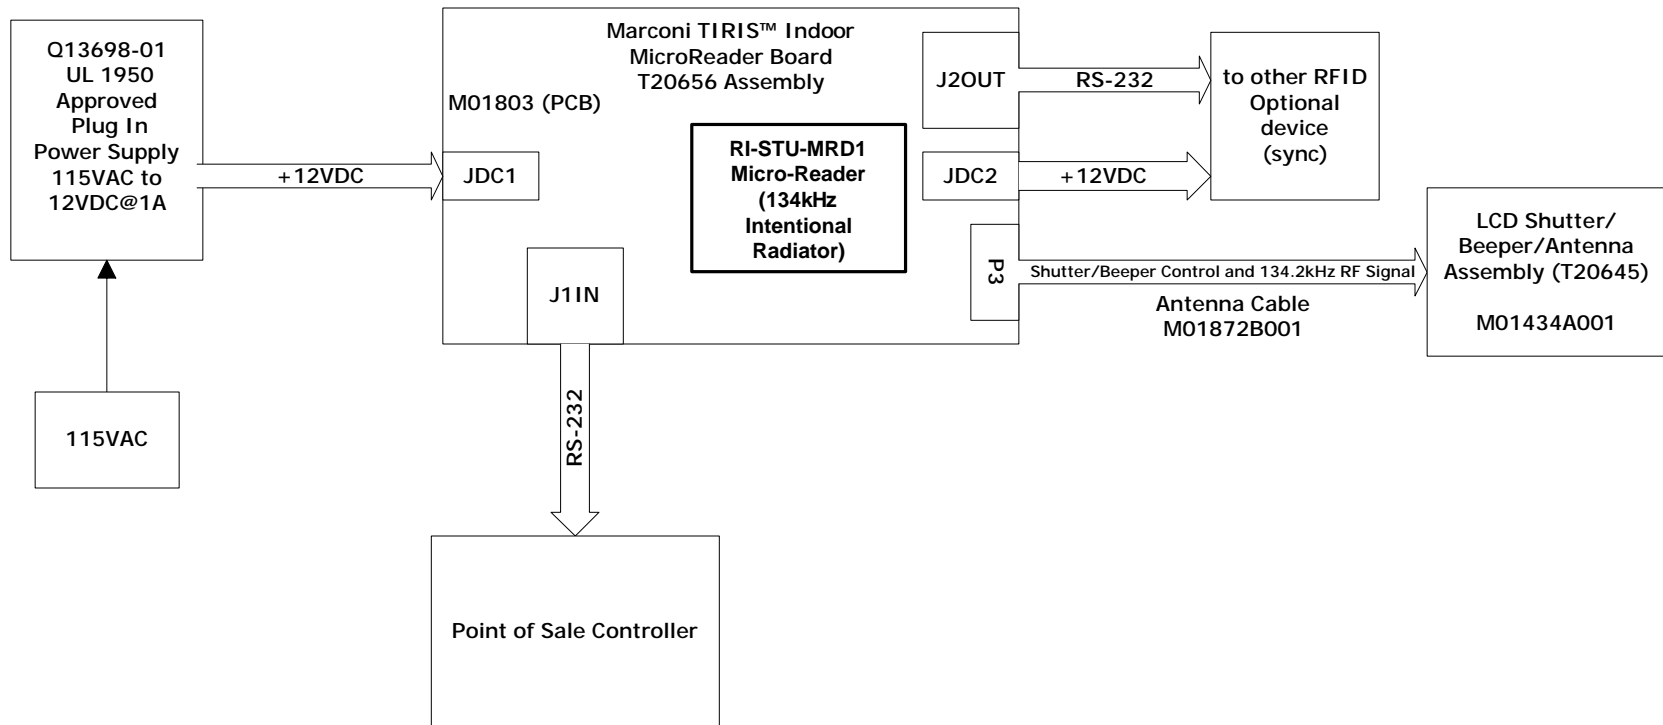 Q13698-01
UL 1950
Approved
Plug In
Power Supply
115VAC to
12VDC@1A
115VAC
+12VDC
Marconi TIRIS™ Indoor
MicroReader Board
T20656 Assembly
M01803 (PCB)
JDC1
RI-STU-MRD1
Micro-Reader
(134kHz
Intentional
Radiator)
J1IN
J2OUT
JDC2
P3
RS-232
+12VDC
to other RFID
Optional
device
(sync)
Shutter/Beeper Control and 134.2kHz RF Signal
Antenna Cable
M01872B001
LCD Shutter/
Beeper/Antenna
Assembly (T20645)
M01434A001
RS-232
Point of Sale Controller